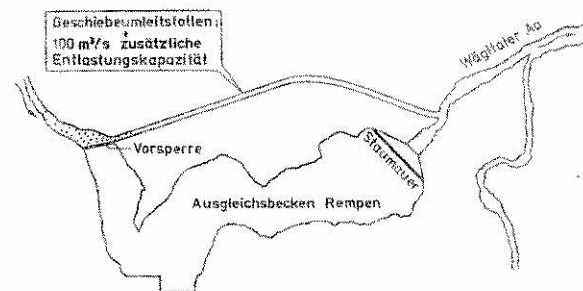 Geschiebeumleitstollen:
100 m³/s zusätzliche
Entlastungskapazität
Wägitaler Aa
Vorsperre
Staumauer
Ausgleichsbecken Rempen